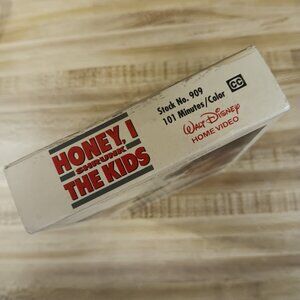 HONEY, I
SHRUNK
THE KIDS
Stock No. 909
101 Minutes/Color
CC
WALT DISNEY
HOME VIDEO